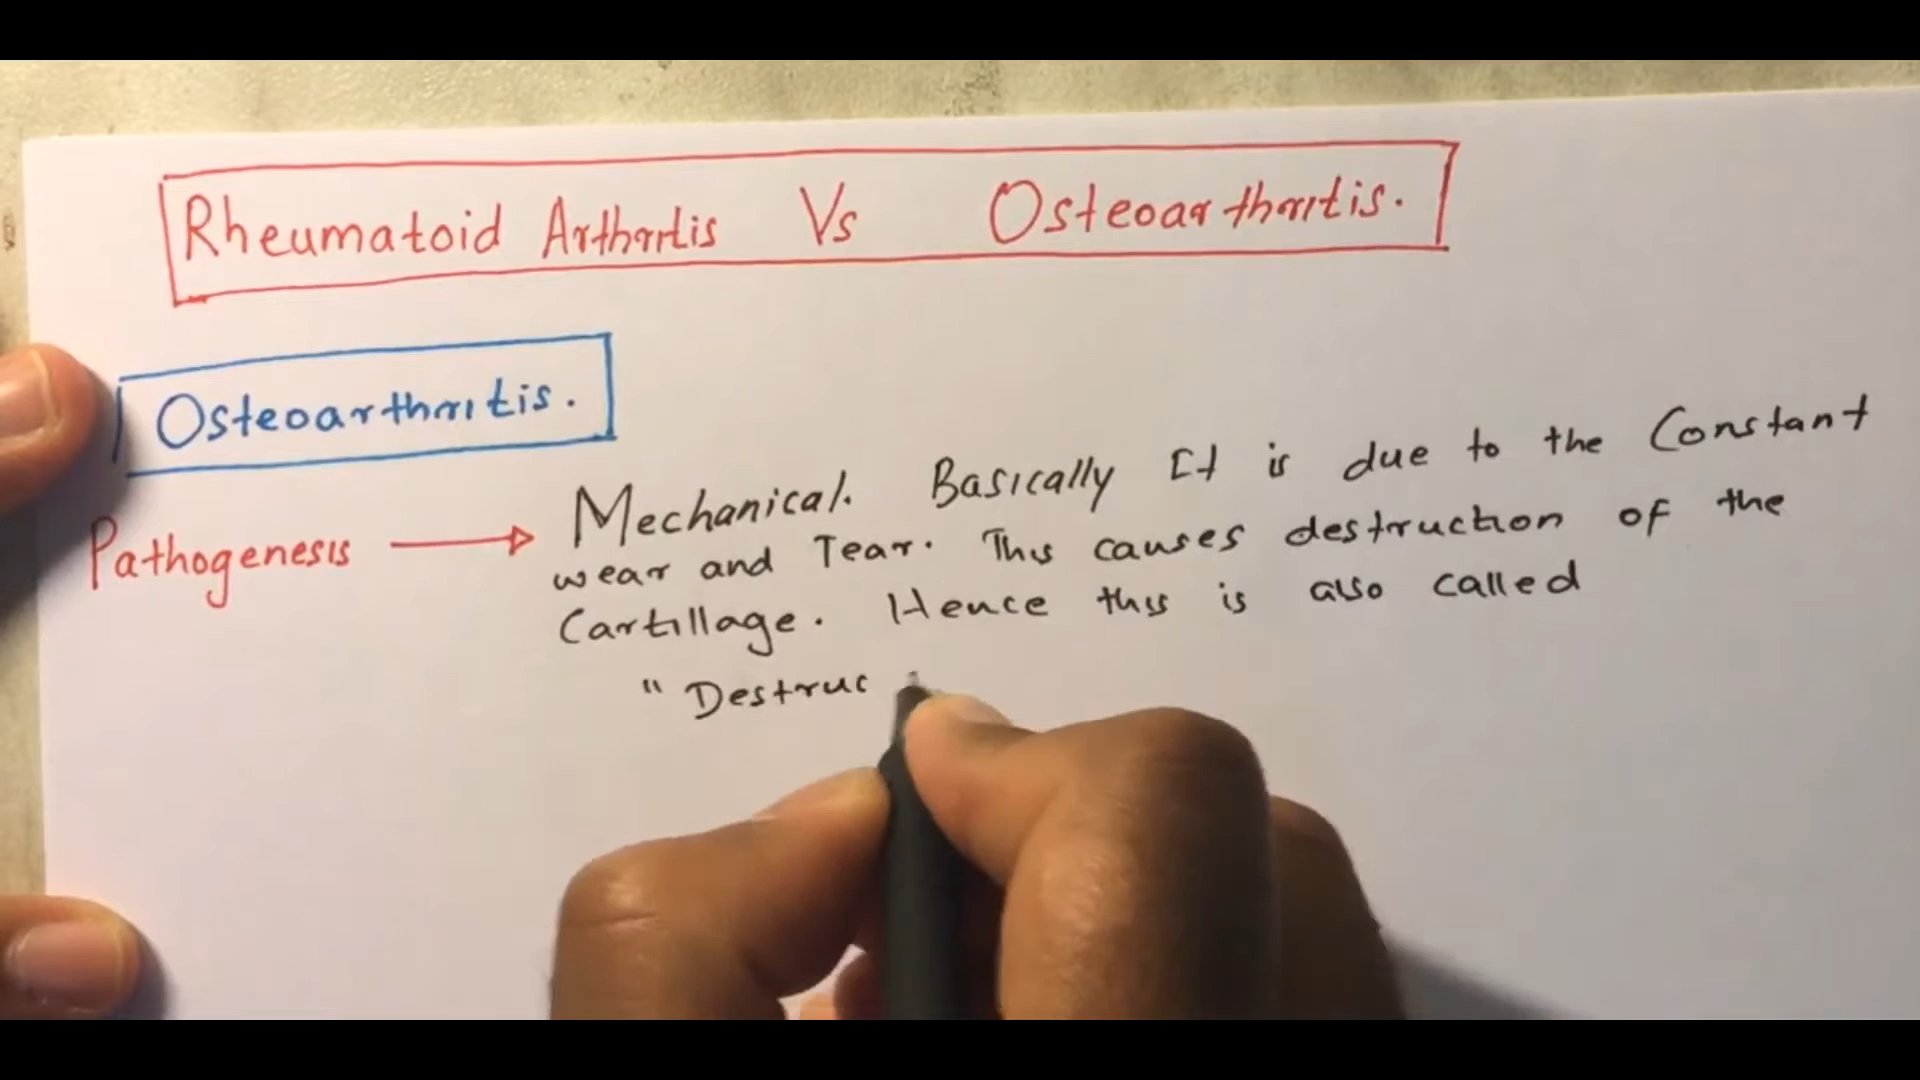 Rheumatoid Arthritis Vs Osteoarthritis.
Osteoarthritis.
Pathogenesis → Mechanical. Basically It is due to the Constant
wear and Tear. This causes destruction of the
Cartillage. Hence this is also called
"Destruc